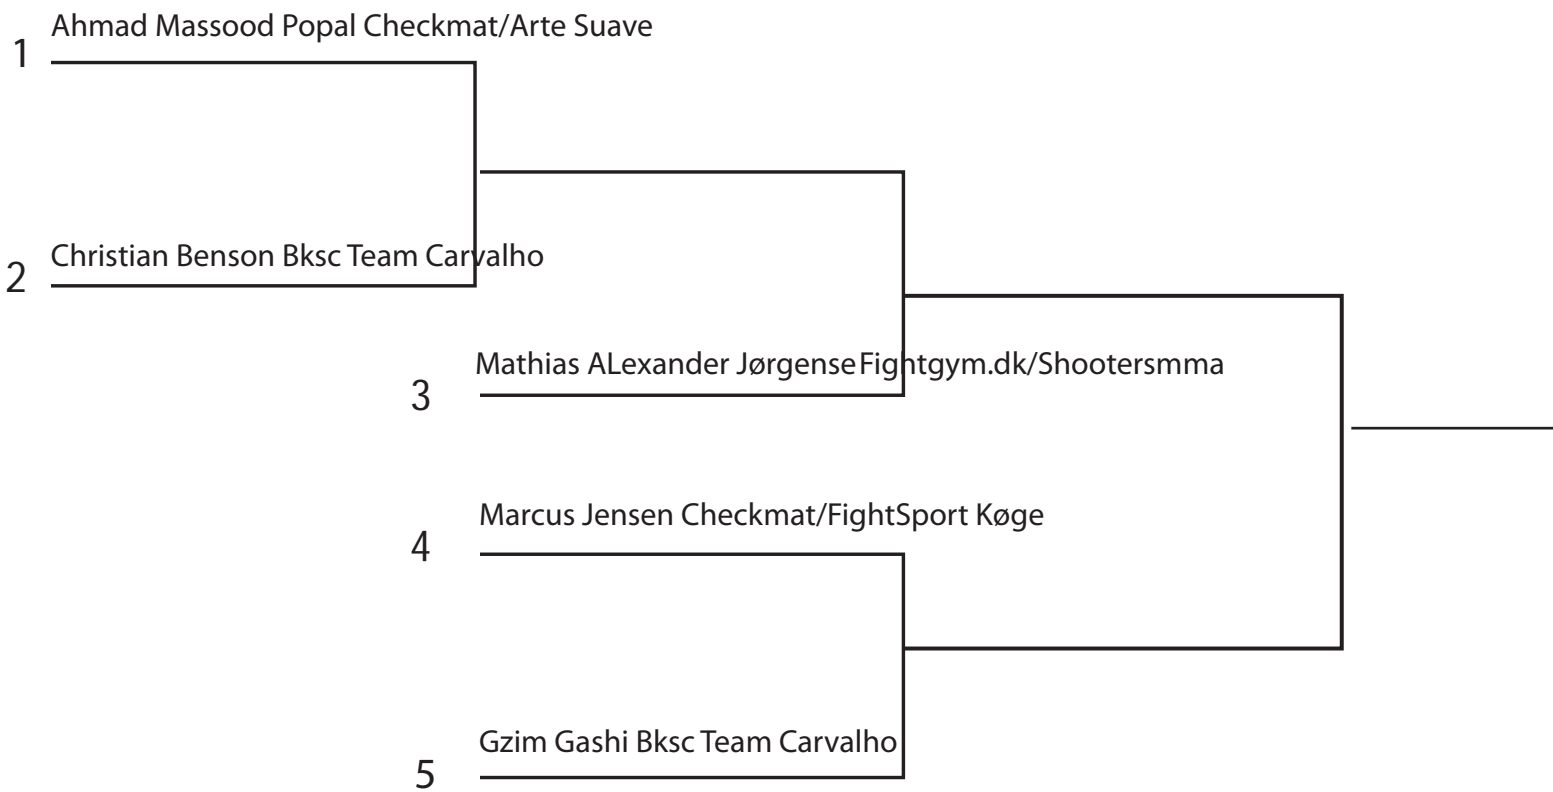 Ahmad Massood Popal Checkmat/Arte Suave
1
Christian Benson Bksc Team Carvalho
2
Mathias ALexander Jørgense Fightgym.dk/Shootersmma
3
Marcus Jensen Checkmat/FightSport Køge
4
Gzim Gashi Bksc Team Carvalho
5